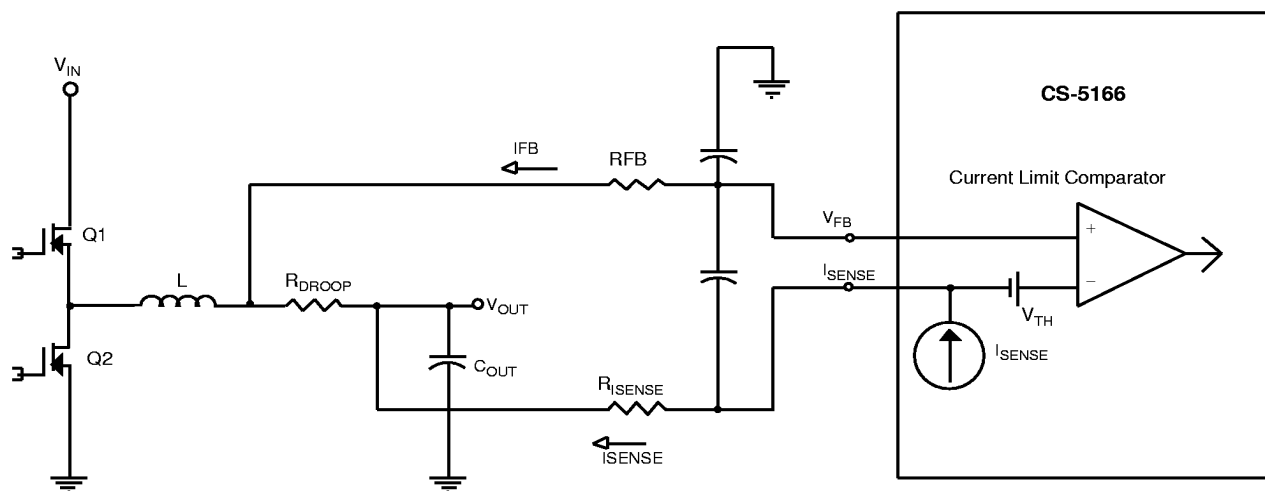 V_IN
CS-5166
IFB
RFB
Current Limit Comparator
V_FB
+
Q1
L
R_DROOP
I_SENSE
V_OUT
−
V_TH
Q2
C_OUT
R_ISENSE
I_SENSE
ISENSE